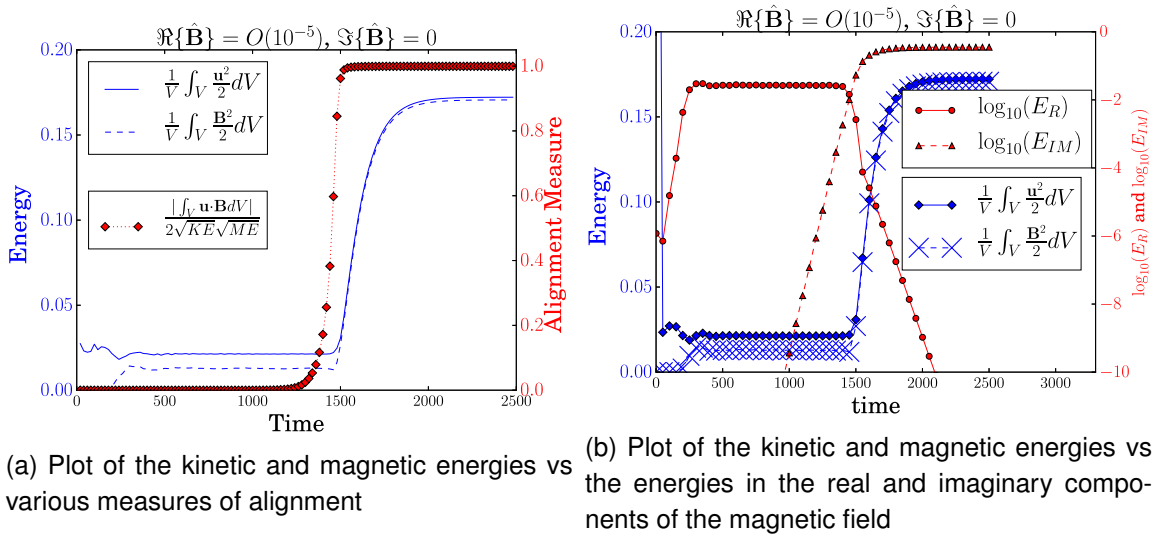 ℜ{B̂} = O(10⁻⁵), ℑ{B̂} = 0
0.20
0.15
0.10
0.05
0.00
Energy
1/V ∫_V u²/2 dV
1/V ∫_V B²/2 dV
|∫_V u·B dV| / 2√KE√ME
1.0
0.8
0.6
0.4
0.2
0.0
Alignment Measure
0 500 1000 1500 2000 2500
Time
(a) Plot of the kinetic and magnetic energies vs
various measures of alignment
ℜ{B̂} = O(10⁻⁵), ℑ{B̂} = 0
0.20
0.15
0.10
0.05
0.00
Energy
log₁₀(E_R)
log₁₀(E_IM)
1/V ∫_V u²/2 dV
1/V ∫_V B²/2 dV
0
−2
−4
−6
−8
−10
log₁₀(E_R) and log₁₀(E_IM)
0 500 1000 1500 2000 2500 3000
time
(b) Plot of the kinetic and magnetic energies vs
the energies in the real and imaginary compo-
nents of the magnetic field